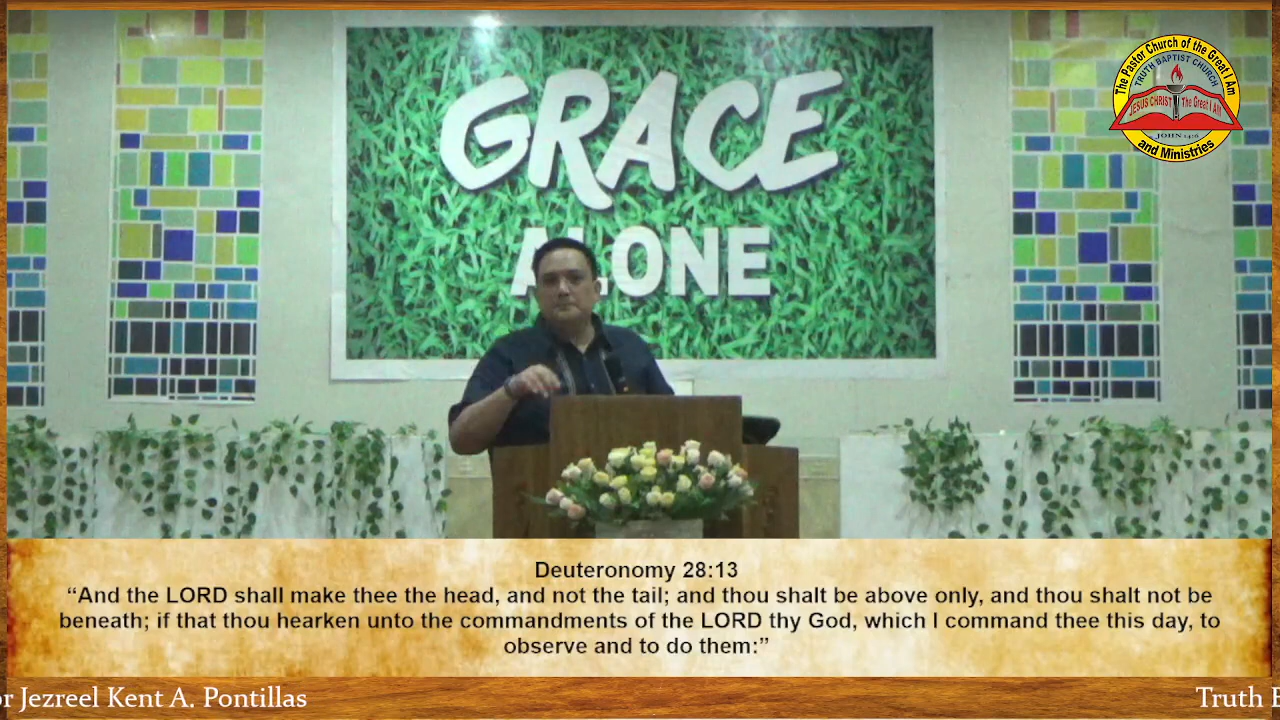 GRACE
ALONE
The Pastor Church of the Great I Am
TRUTH BAPTIST CHURCH
JESUS CHRIST The Great I Am
and Ministries
Deuteronomy 28:13
“And the LORD shall make thee the head, and not the tail; and thou shalt be above only, and thou shalt not be
beneath; if that thou hearken unto the commandments of the LORD thy God, which I command thee this day, to
observe and to do them:”
or Jezreel Kent A. Pontillas
Truth B